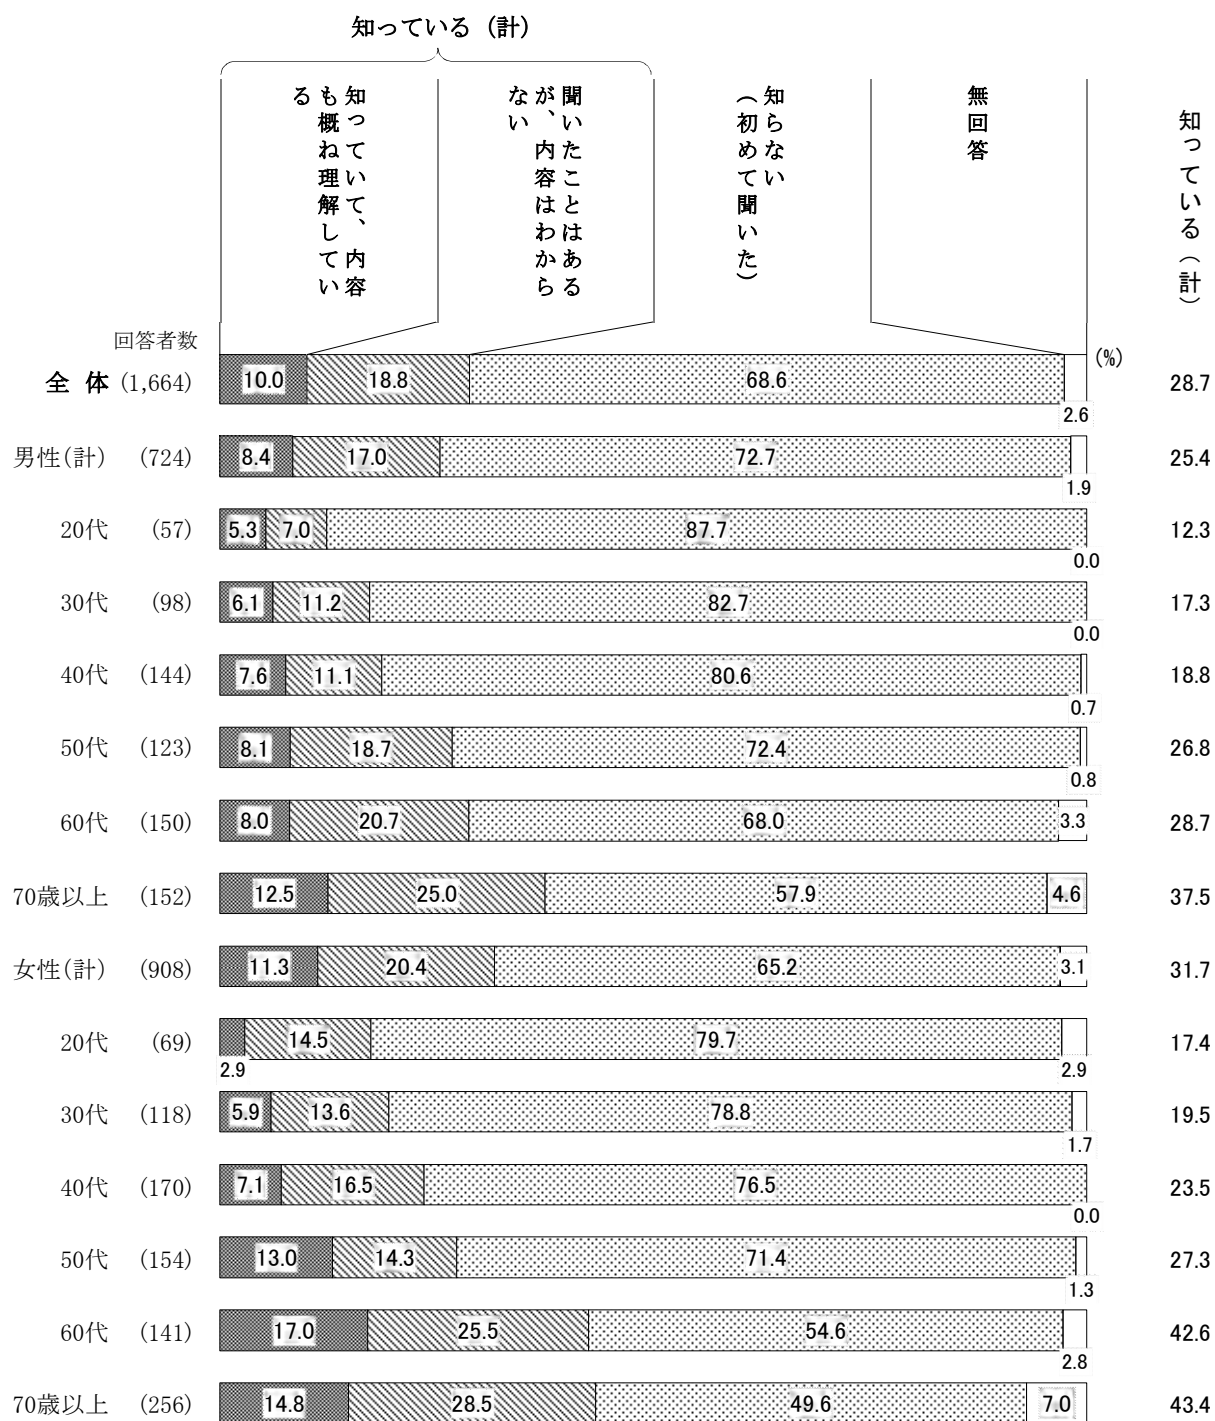 知っている（計）
知っていて、内容
も概ね理解してい
る
聞いたことはある
が、内容はわから
ない
知らない
（初めて聞いた）
無回答
知っている（計）
回答者数
(%)
全 体 (1,664) 10.0 18.8 68.6 2.6 28.7
男性(計) (724) 8.4 17.0 72.7 1.9 25.4
20代 (57) 5.3 7.0 87.7 0.0 12.3
30代 (98) 6.1 11.2 82.7 0.0 17.3
40代 (144) 7.6 11.1 80.6 0.7 18.8
50代 (123) 8.1 18.7 72.4 0.8 26.8
60代 (150) 8.0 20.7 68.0 3.3 28.7
70歳以上 (152) 12.5 25.0 57.9 4.6 37.5
女性(計) (908) 11.3 20.4 65.2 3.1 31.7
20代 (69) 2.9 14.5 79.7 2.9 17.4
30代 (118) 5.9 13.6 78.8 1.7 19.5
40代 (170) 7.1 16.5 76.5 0.0 23.5
50代 (154) 13.0 14.3 71.4 1.3 27.3
60代 (141) 17.0 25.5 54.6 2.8 42.6
70歳以上 (256) 14.8 28.5 49.6 7.0 43.4